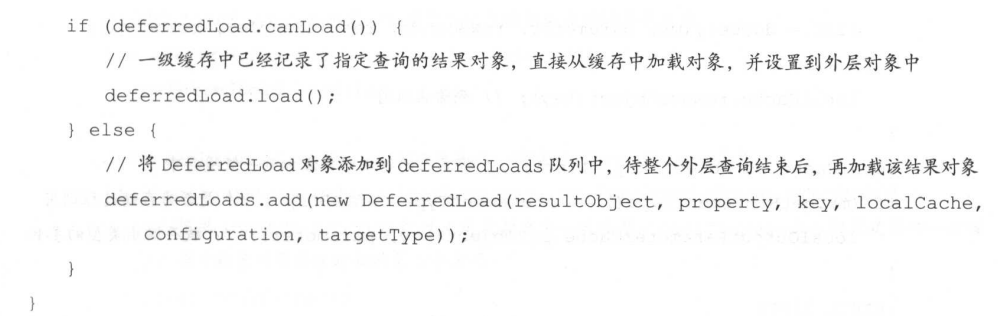 if (deferredLoad.canLoad()) {
// 一级缓存中已经记录了指定查询的结果对象，直接从缓存中加载对象，并设置到外层对象中
deferredLoad.load();
} else {
// 将 DeferredLoad 对象添加到 deferredLoads 队列中，待整个外层查询结束后，再加载该结果对象
deferredLoads.add(new DeferredLoad(resultObject, property, key, localCache,
configuration, targetType));
}
}